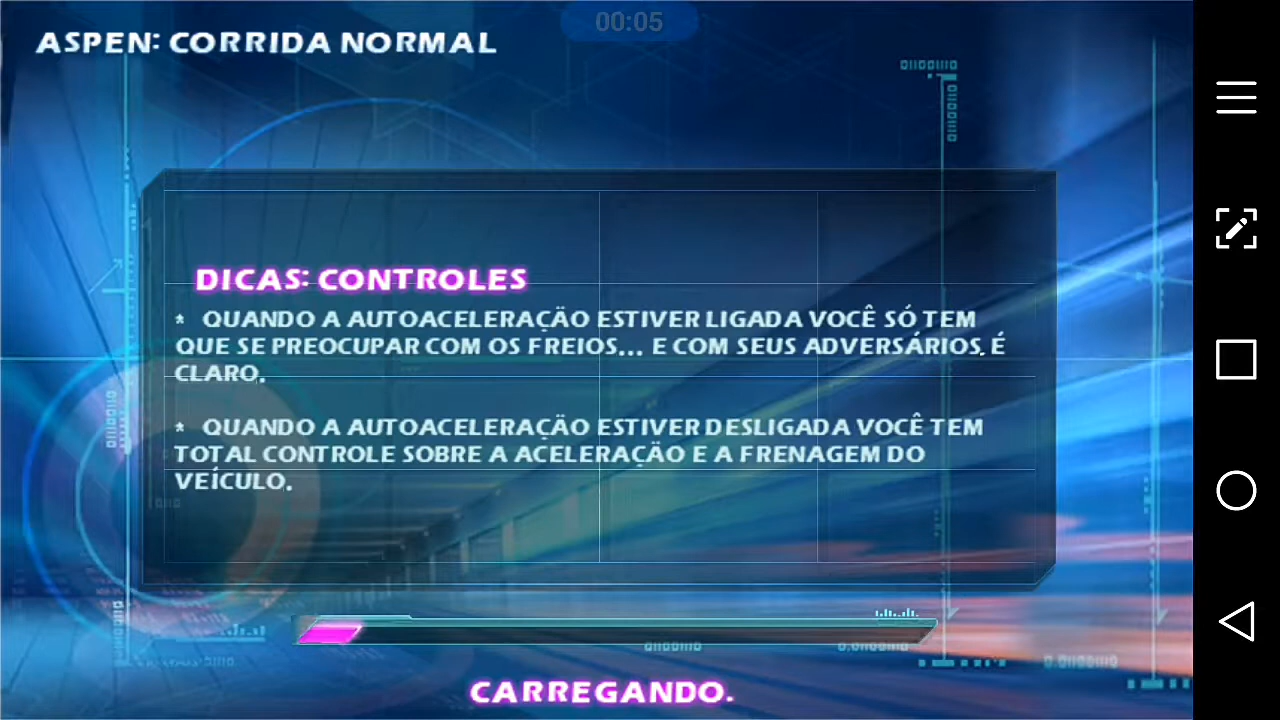 00:05
ASPEN: CORRIDA NORMAL
01100110
0110010
DICAS: CONTROLES
* QUANDO A AUTOACELERAÇÃO ESTIVER LIGADA VOCÊ SÓ TEM
QUE SE PREOCUPAR COM OS FREIOS... E COM SEUS ADVERSÁRIOS, É
CLARO.
* QUANDO A AUTOACELERAÇÃO ESTIVER DESLIGADA VOCÊ TEM
TOTAL CONTROLE SOBRE A ACELERAÇÃO E A FRENAGEM DO
VEÍCULO.
CARREGANDO.